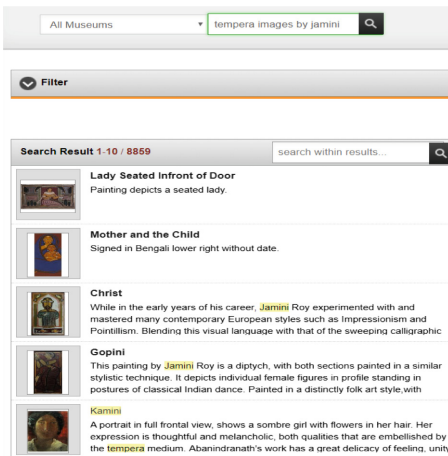 All Museums
tempera images by jamini
Filter
Search Result 1-10 / 8859
search within results...
Lady Seated Infront of Door
Painting depicts a seated lady.
Mother and the Child
Signed in Bengali lower right without date.
Christ
While in the early years of his career, Jamini Roy experimented with and
mastered many contemporary European styles such as Impressionism and
Pointillism. Blending this visual language with that of the sweeping calligraphic
Gopini
This painting by Jamini Roy is a diptych, with both sections painted in a similar
stylistic technique. It depicts individual female figures in profile standing in
postures of classical Indian dance. Painted in a distinctly folk art style,with
Kamini
A portrait in full frontal view, shows a sombre girl with flowers in her hair. Her
expression is thoughtful and melancholic, both qualities that are embellished by
the tempera medium. Abanindranath's work has a great delicacy of feeling, unity